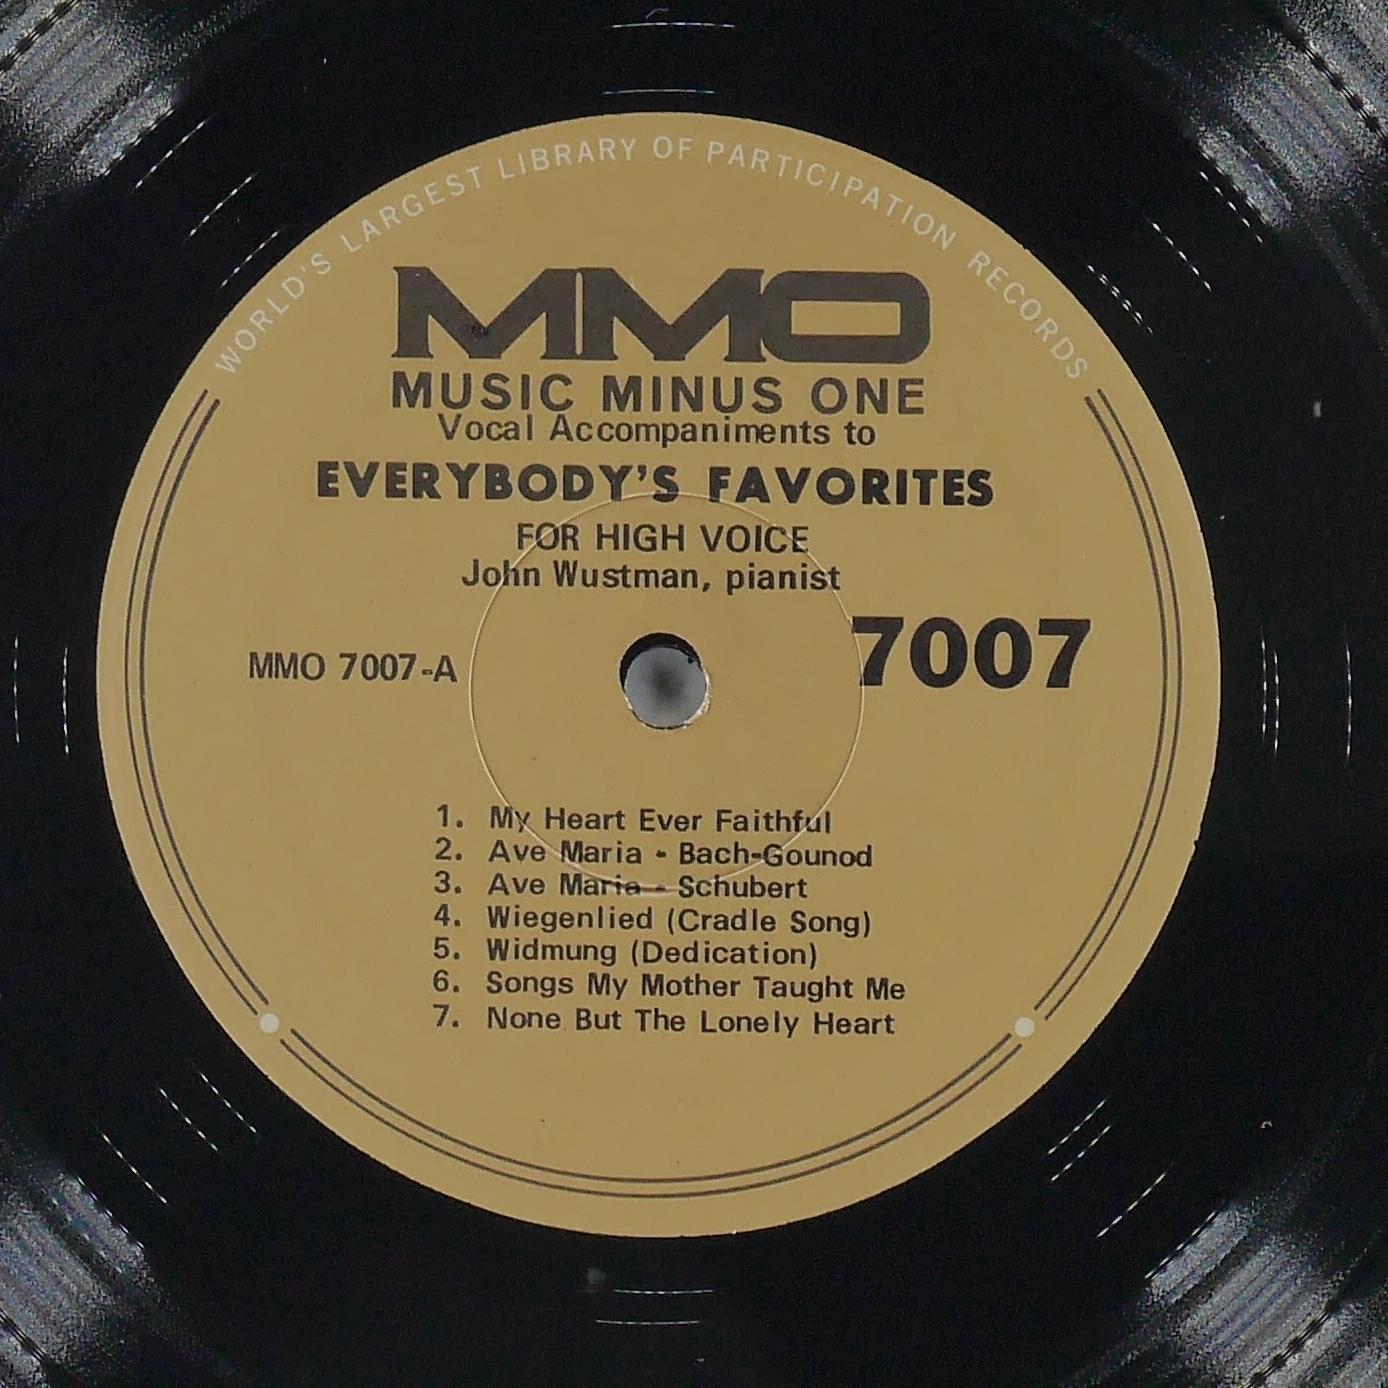 WORLD'S LARGEST LIBRARY OF PARTICIPATION RECORDS
MMO
MUSIC MINUS ONE
Vocal Accompaniments to
EVERYBODY'S FAVORITES
FOR HIGH VOICE
John Wustman, pianist
7007
MMO 7007-A
1. My Heart Ever Faithful
2. Ave Maria - Bach-Gounod
3. Ave Maria - Schubert
4. Wiegenlied (Cradle Song)
5. Widmung (Dedication)
6. Songs My Mother Taught Me
7. None But The Lonely Heart